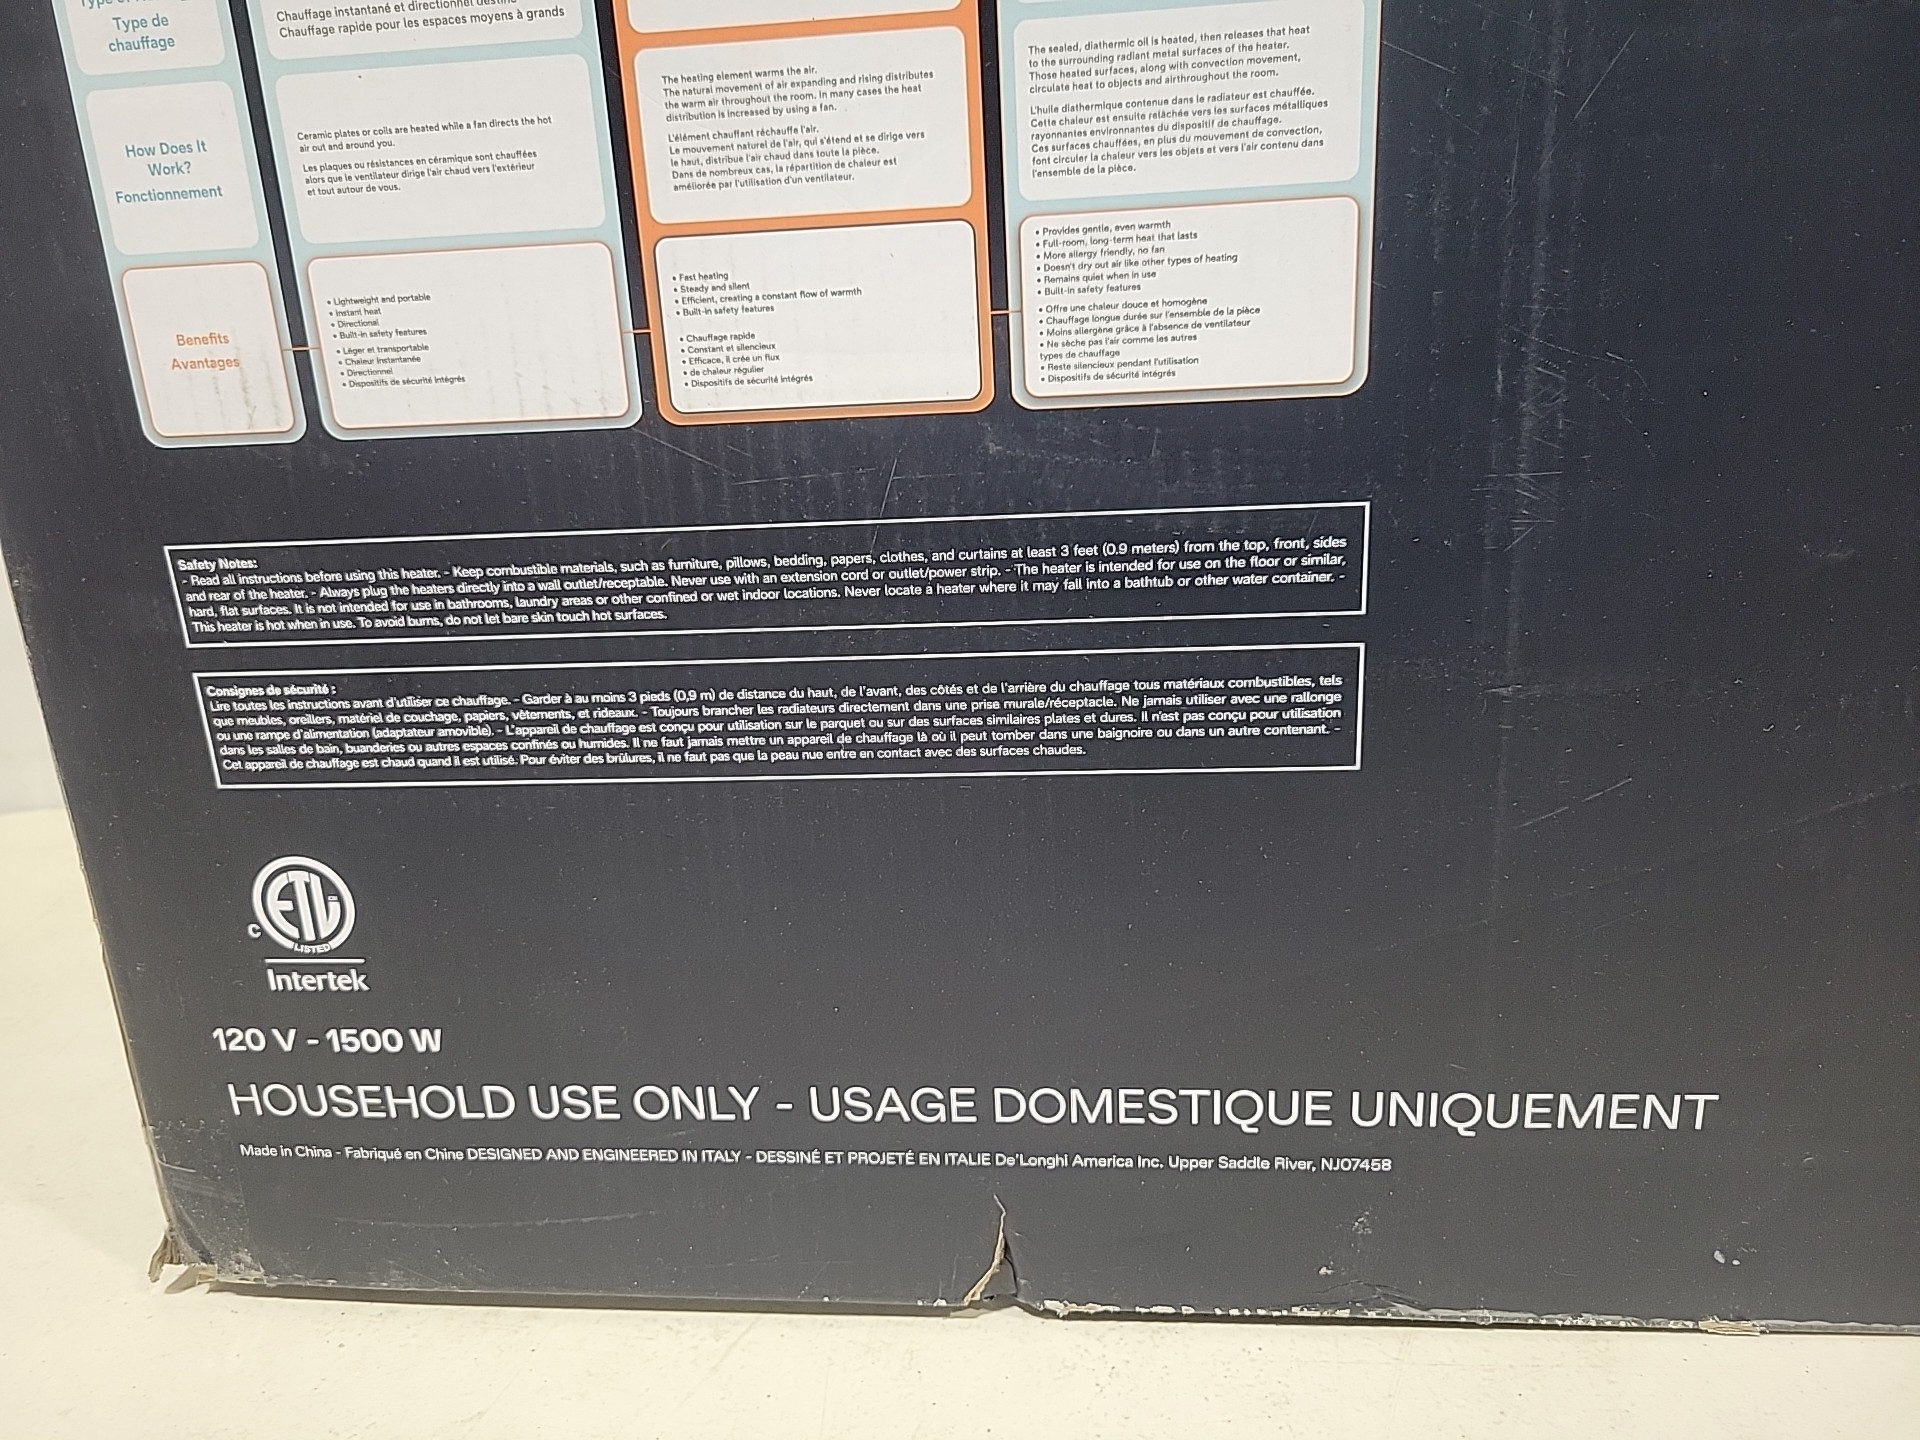 Type de
chauffage
Chauffage instantané et directionnel
Chauffage rapide pour les espaces moyens à grands
How Does It
Work?
Fonctionnement
Ceramic plates or coils are heated while a fan directs the hot
air out and around you.
Les plaques ou résistances en céramique sont chauffées
alors que le ventilateur dirige l'air chaud vers l'extérieur
et tout autour de vous.
The heating element warms the air.
The natural movement of air expanding and rising distributes
the warm air throughout the room. In many cases the heat
distribution is increased by using a fan.
L'élément chauffant réchauffe l'air.
Le mouvement naturel de l'air, qui s'étend et se dirige vers
le haut, distribue l'air chaud dans toute la pièce.
Dans de nombreux cas, la répartition de chaleur est
améliorée par l'utilisation d'un ventilateur.
The sealed, diathermic oil is heated, then releases that heat
to the surrounding radiant metal surfaces of the heater.
Those heated surfaces, along with convection movement,
circulate heat to objects and airthroughout the room.
L'huile diathermique contenue dans le radiateur est chauffée.
Cette chaleur est ensuite relâchée vers les surfaces métalliques
rayonnantes environnantes du dispositif de chauffage.
Ces surfaces chauffées, en plus du mouvement de convection,
font circuler la chaleur vers les objets et vers l'air contenu dans
l'ensemble de la pièce.
Benefits
Avantages
• Lightweight and portable
• Instant heat
• Directional
• Built-in safety features
• Léger et transportable
• Chaleur instantanée
• Directionnel
• Dispositifs de sécurité intégrés
• Fast heating
• Steady and silent
• Efficient, creating a constant flow of warmth
• Built-in safety features
• Chauffage rapide
• Constant et silencieux
• Efficace, il crée un flux
• de chaleur régulier
• Dispositifs de sécurité intégrés
• Provides gentle, even warmth
• Full-room, long-term heat that lasts
• More allergy friendly, no fan
• Doesn't dry out air like other types of heating
• Remains quiet when in use
• Built-in safety features
• Offre une chaleur douce et homogène
• Chauffage longue durée sur l'ensemble de la pièce
• Moins allergène grâce à l'absence de ventilateur
• Ne sèche pas l'air comme les autres
types de chauffage
• Reste silencieux pendant l'utilisation
• Dispositifs de sécurité intégrés
Safety Notes:
- Read all instructions before using this heater. - Keep combustible materials, such as furniture, pillows, bedding, papers, clothes, and curtains at least 3 feet (0.9 meters) from the top, front, sides
and rear of the heater. - Always plug the heaters directly into a wall outlet/receptable. Never use with an extension cord or outlet/power strip. - The heater is intended for use on the floor or similar,
hard, flat surfaces. It is not intended for use in bathrooms, laundry areas or other confined or wet indoor locations. Never locate a heater where it may fall into a bathtub or other water container. -
This heater is hot when in use. To avoid burns, do not let bare skin touch hot surfaces.
Consignes de sécurité :
Lire toutes les instructions avant d'utiliser ce chauffage. - Garder à au moins 3 pieds (0,9 m) de distance du haut, de l'avant, des côtés et de l'arrière du chauffage tous matériaux combustibles, tels
que meubles, oreillers, matériel de couchage, papiers, vêtements, et rideaux. - Toujours brancher les radiateurs directement dans une prise murale/réceptacle. Ne jamais utiliser avec une rallonge
ou une rampe d'alimentation (adaptateur amovible). - L'appareil de chauffage est conçu pour utilisation sur le parquet ou sur des surfaces similaires plates et dures. Il n'est pas conçu pour utilisation
dans les salles de bain, buanderies ou autres espaces confinés ou humides. Il ne faut jamais mettre un appareil de chauffage là où il peut tomber dans une baignoire ou dans un autre contenant. -
Cet appareil de chauffage est chaud quand il est utilisé. Pour éviter des brûlures, il ne faut pas que la peau nue entre en contact avec des surfaces chaudes.
ETL
C
LISTED
Intertek
120 V - 1500 W
HOUSEHOLD USE ONLY - USAGE DOMESTIQUE UNIQUEMENT
Made in China - Fabriqué en Chine DESIGNED AND ENGINEERED IN ITALY - DESSINÉ ET PROJETÉ EN ITALIE De'Longhi America Inc. Upper Saddle River, NJ07458